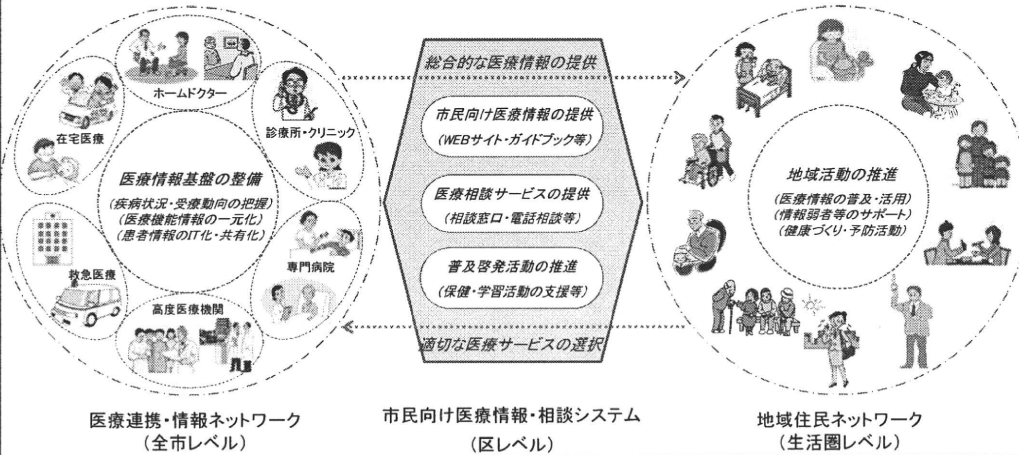 ホームドクター
在宅医療
診療所・クリニック
医療情報基盤の整備
(疾病状況・受療動向の把握)
(医療機能情報の一元化)
(患者情報のIT化・共有化)
救急医療
専門病院
高度医療機関
医療連携・情報ネットワーク
(全市レベル)
総合的な医療情報の提供
市民向け医療情報の提供
(WEBサイト・ガイドブック等)
医療相談サービスの提供
(相談窓口・電話相談等)
普及啓発活動の推進
(保健・学習活動の支援等)
適切な医療サービスの選択
市民向け医療情報・相談システム
(区レベル)
地域活動の推進
(医療情報の普及・活用)
(情報弱者等のサポート)
(健康づくり・予防活動)
地域住民ネットワーク
(生活圏レベル)